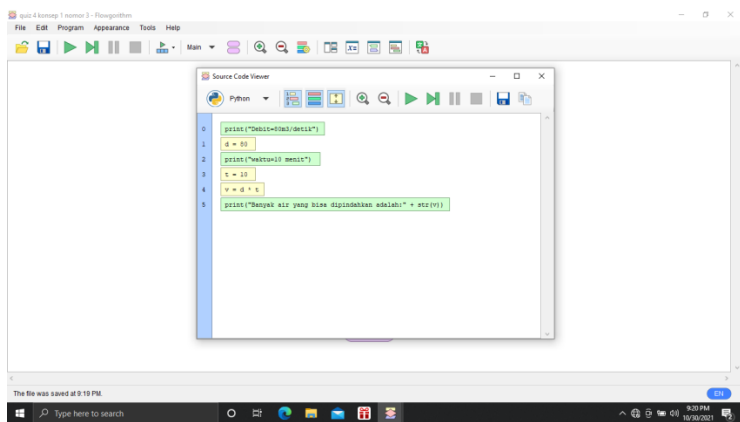 quiz 4 konsep 1 nomor 3 - Flowgorithm
File Edit Program Appearance Tools Help
Main
Source Code Viewer
Python
0 print("Debit=80m3/detik")
1 d = 80
2 print("waktu=10 menit")
3 t = 10
4 v = d * t
5 print("Banyak air yang bisa dipindahkan adalah:" + str(v))
The file was saved at 9:19 PM.
EN
Type here to search
9:20 PM
10/30/2021